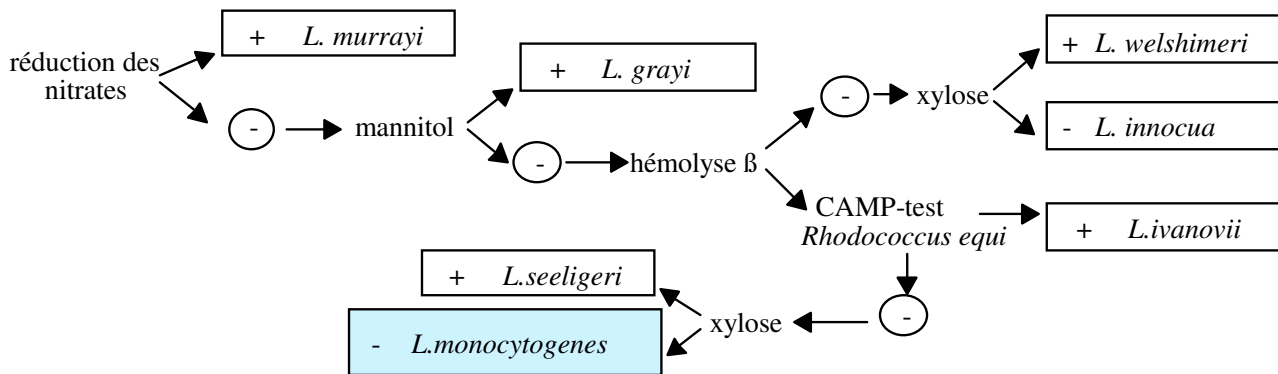 réduction des
nitrates
+ L. murrayi
-
mannitol
+ L. grayi
-
hémolyse ß
-
xylose
+ L. welshimeri
- L. innocua
CAMP-test
Rhodococcus equi
+ L.ivanovii
-
xylose
+ L.seeligeri
- L.monocytogenes